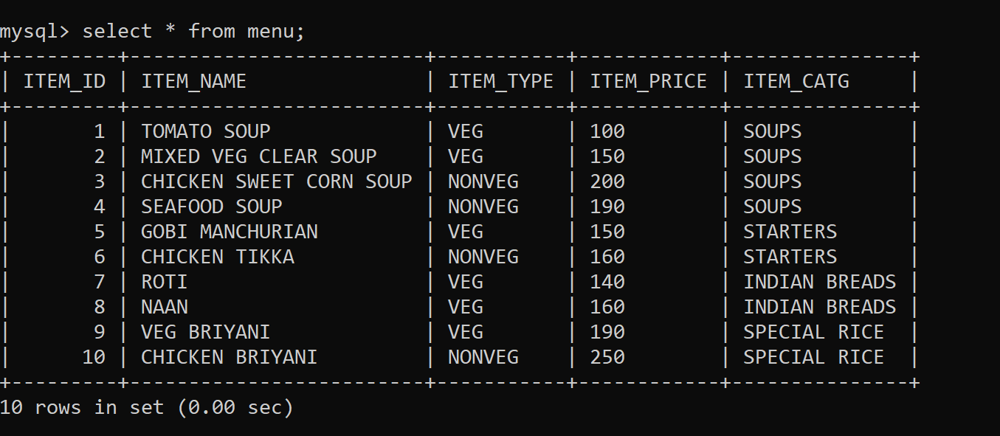 mysql> select * from menu;
+---------+-------------------------+-----------+------------+---------------+
| ITEM_ID | ITEM_NAME               | ITEM_TYPE | ITEM_PRICE | ITEM_CATG     |
+---------+-------------------------+-----------+------------+---------------+
|       1 | TOMATO SOUP             | VEG       | 100        | SOUPS         |
|       2 | MIXED VEG CLEAR SOUP    | VEG       | 150        | SOUPS         |
|       3 | CHICKEN SWEET CORN SOUP | NONVEG    | 200        | SOUPS         |
|       4 | SEAFOOD SOUP            | NONVEG    | 190        | SOUPS         |
|       5 | GOBI MANCHURIAN         | VEG       | 150        | STARTERS      |
|       6 | CHICKEN TIKKA           | NONVEG    | 160        | STARTERS      |
|       7 | ROTI                    | VEG       | 140        | INDIAN BREADS |
|       8 | NAAN                    | VEG       | 160        | INDIAN BREADS |
|       9 | VEG BRIYANI             | VEG       | 190        | SPECIAL RICE  |
|      10 | CHICKEN BRIYANI         | NONVEG    | 250        | SPECIAL RICE  |
+---------+-------------------------+-----------+------------+---------------+
10 rows in set (0.00 sec)